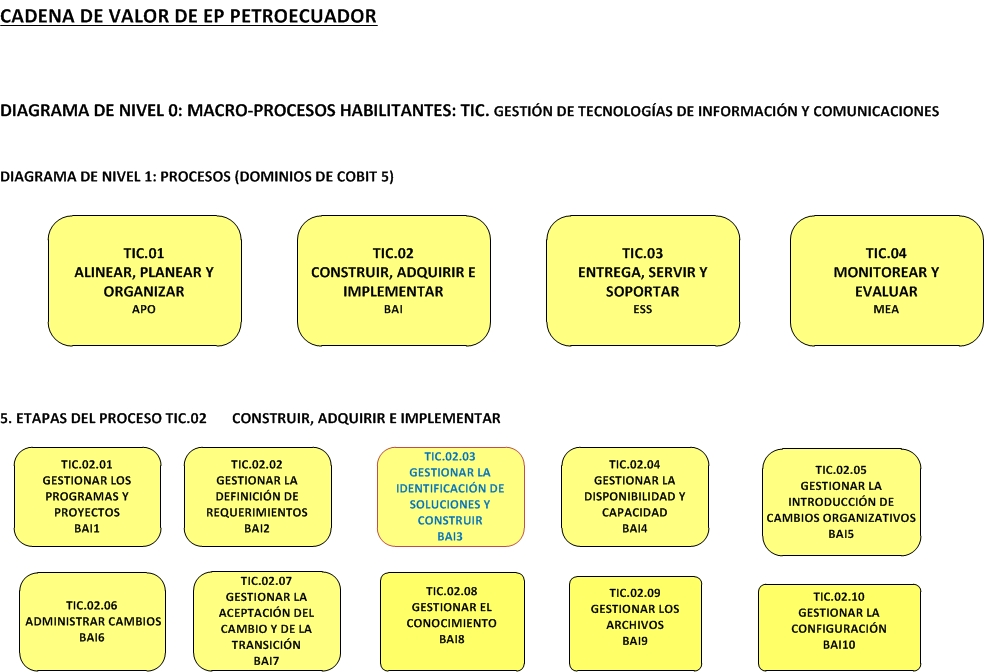 CADENA DE VALOR DE EP PETROECUADOR
DIAGRAMA DE NIVEL 0: MACRO-PROCESOS HABILITANTES: TIC. GESTIÓN DE TECNOLOGÍAS DE INFORMACIÓN Y COMUNICACIONES
DIAGRAMA DE NIVEL 1: PROCESOS (DOMINIOS DE COBIT 5)
TIC.01
ALINEAR, PLANEAR Y
ORGANIZAR
APO
TIC.02
CONSTRUIR, ADQUIRIR E
IMPLEMENTAR
BAI
TIC.03
ENTREGA, SERVIR Y
SOPORTAR
ESS
TIC.04
MONITOREAR Y
EVALUAR
MEA
5. ETAPAS DEL PROCESO TIC.02 CONSTRUIR, ADQUIRIR E IMPLEMENTAR
TIC.02.01
GESTIONAR LOS
PROGRAMAS Y
PROYECTOS
BAI1
TIC.02.02
GESTIONAR LA
DEFINICIÓN DE
REQUERIMIENTOS
BAI2
TIC.02.03
GESTIONAR LA
IDENTIFICACIÓN DE
SOLUCIONES Y
CONSTRUIR
BAI3
TIC.02.04
GESTIONAR LA
DISPONIBILIDAD Y
CAPACIDAD
BAI4
TIC.02.05
GESTIONAR LA
INTRODUCCIÓN DE
CAMBIOS ORGANIZATIVOS
BAI5
TIC.02.06
ADMINISTRAR CAMBIOS
BAI6
TIC.02.07
GESTIONAR LA
ACEPTACIÓN DEL
CAMBIO Y DE LA
TRANSICIÓN
BAI7
TIC.02.08
GESTIONAR EL
CONOCIMIENTO
BAI8
TIC.02.09
GESTIONAR LOS
ARCHIVOS
BAI9
TIC.02.10
GESTIONAR LA
CONFIGURACIÓN
BAI10